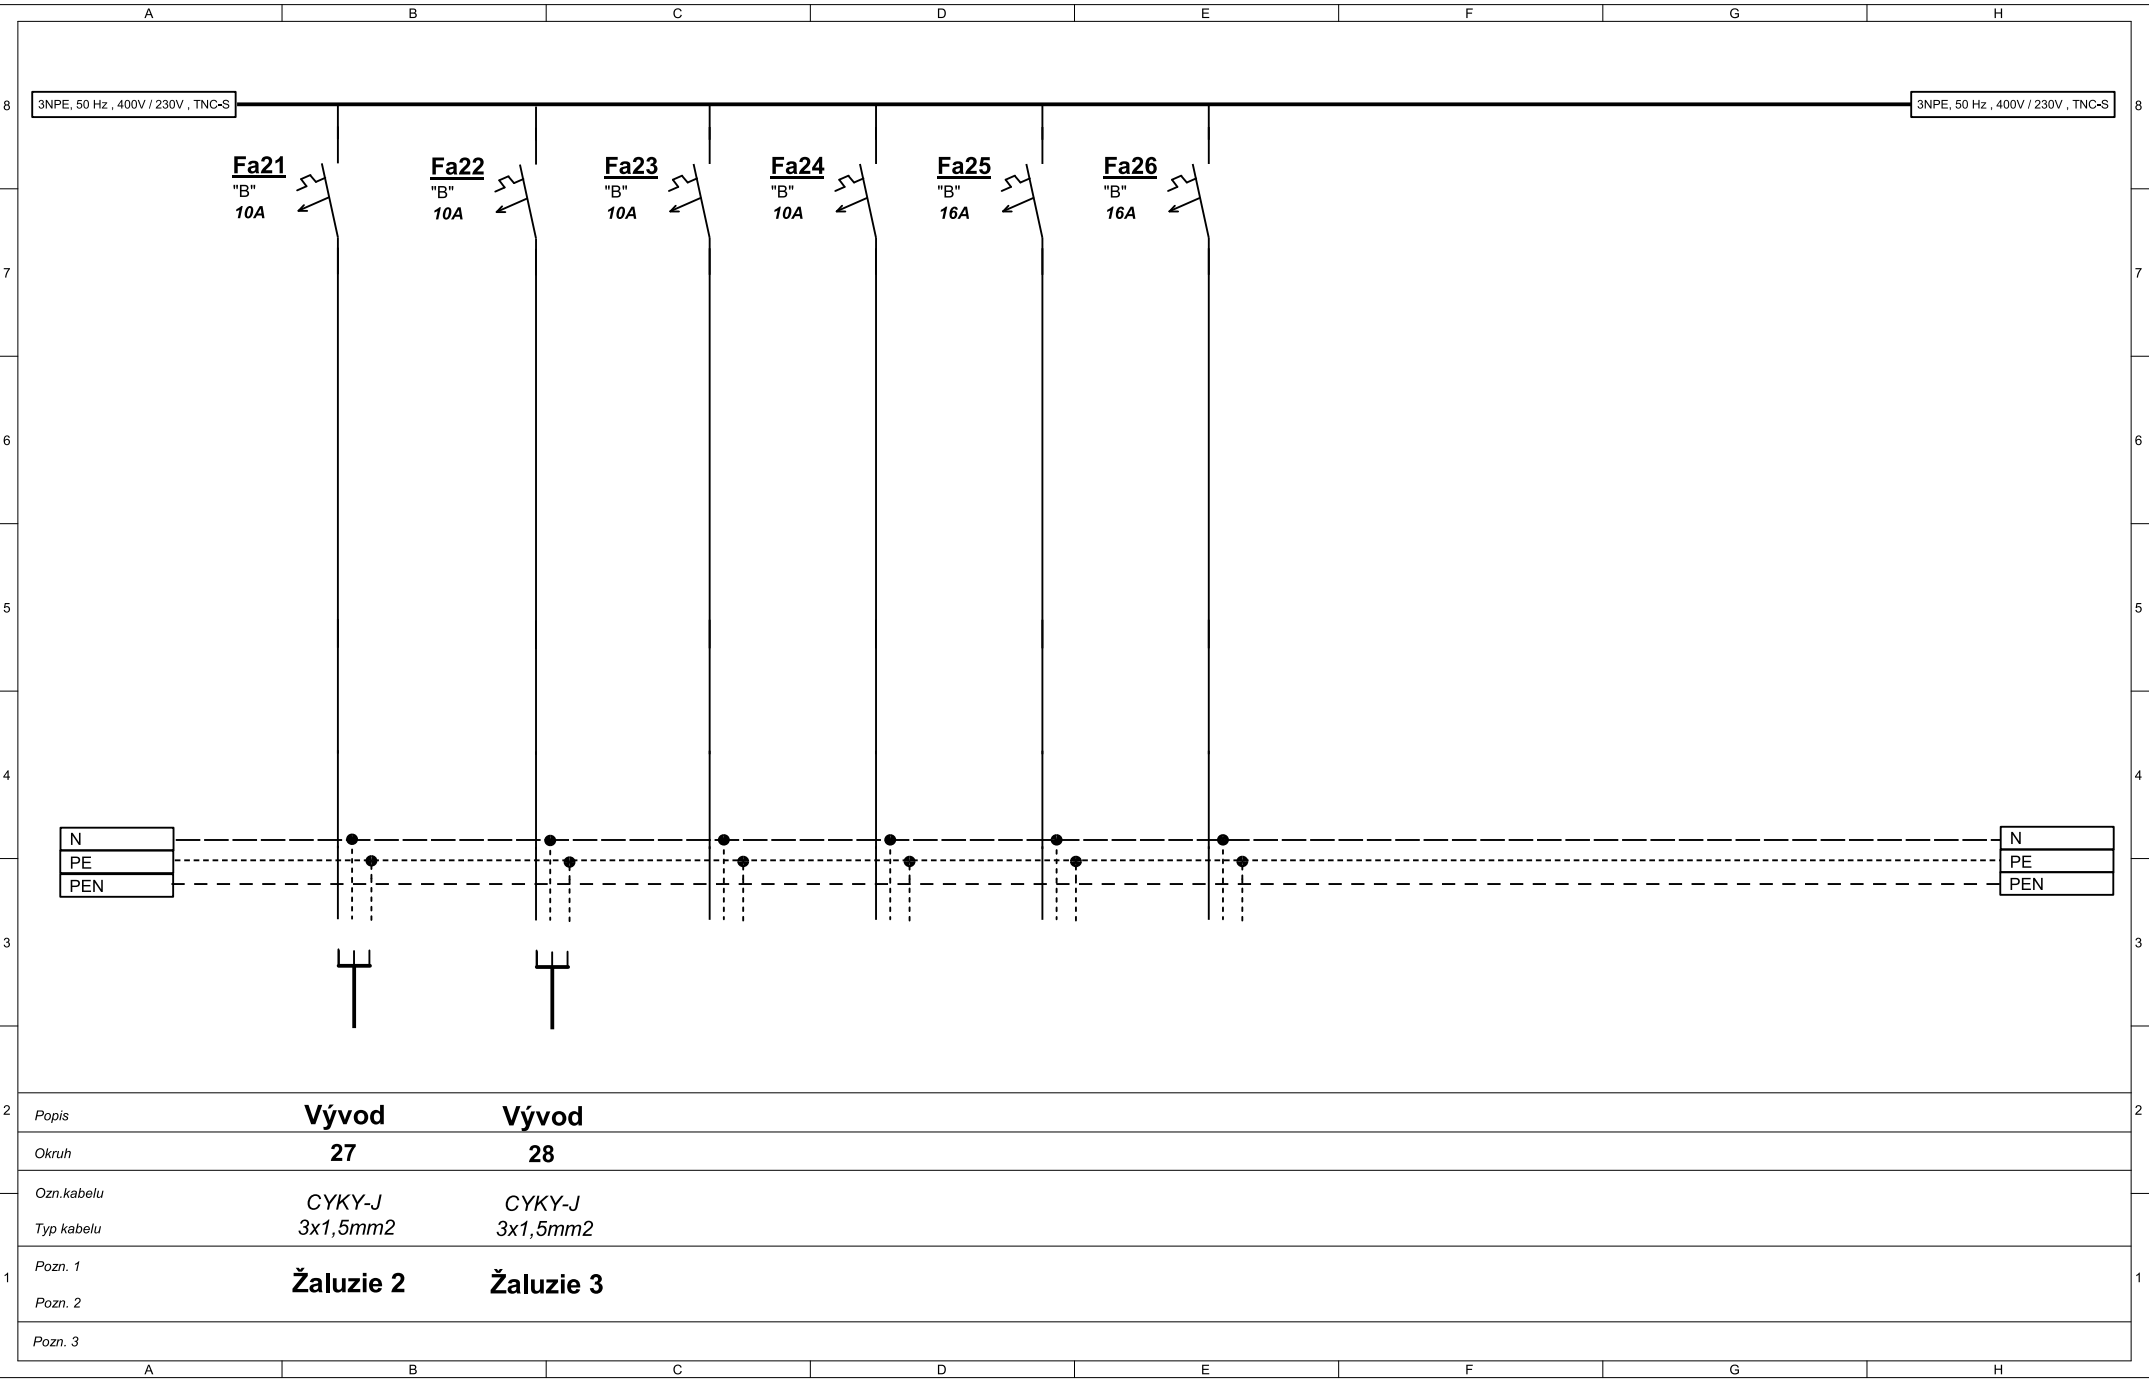 A B C D E F G H
8 8
3NPE, 50 Hz , 400V / 230V , TNC-S 3NPE, 50 Hz , 400V / 230V , TNC-S
Fa21 Fa22 Fa23 Fa24 Fa25 Fa26
"B" "B" "B" "B" "B" "B"
10A 10A 10A 10A 16A 16A
7 7
6 6
5 5
4 4
N N
PE PE
PEN PEN
3 3
2 Popis Vývod Vývod 2
Okruh 27 28
Ozn.kabelu CYKY-J CYKY-J
Typ kabelu 3x1,5mm2 3x1,5mm2
Pozn. 1
1 Žaluzie 2 Žaluzie 3 1
Pozn. 2
Pozn. 3
A B C D E F G H